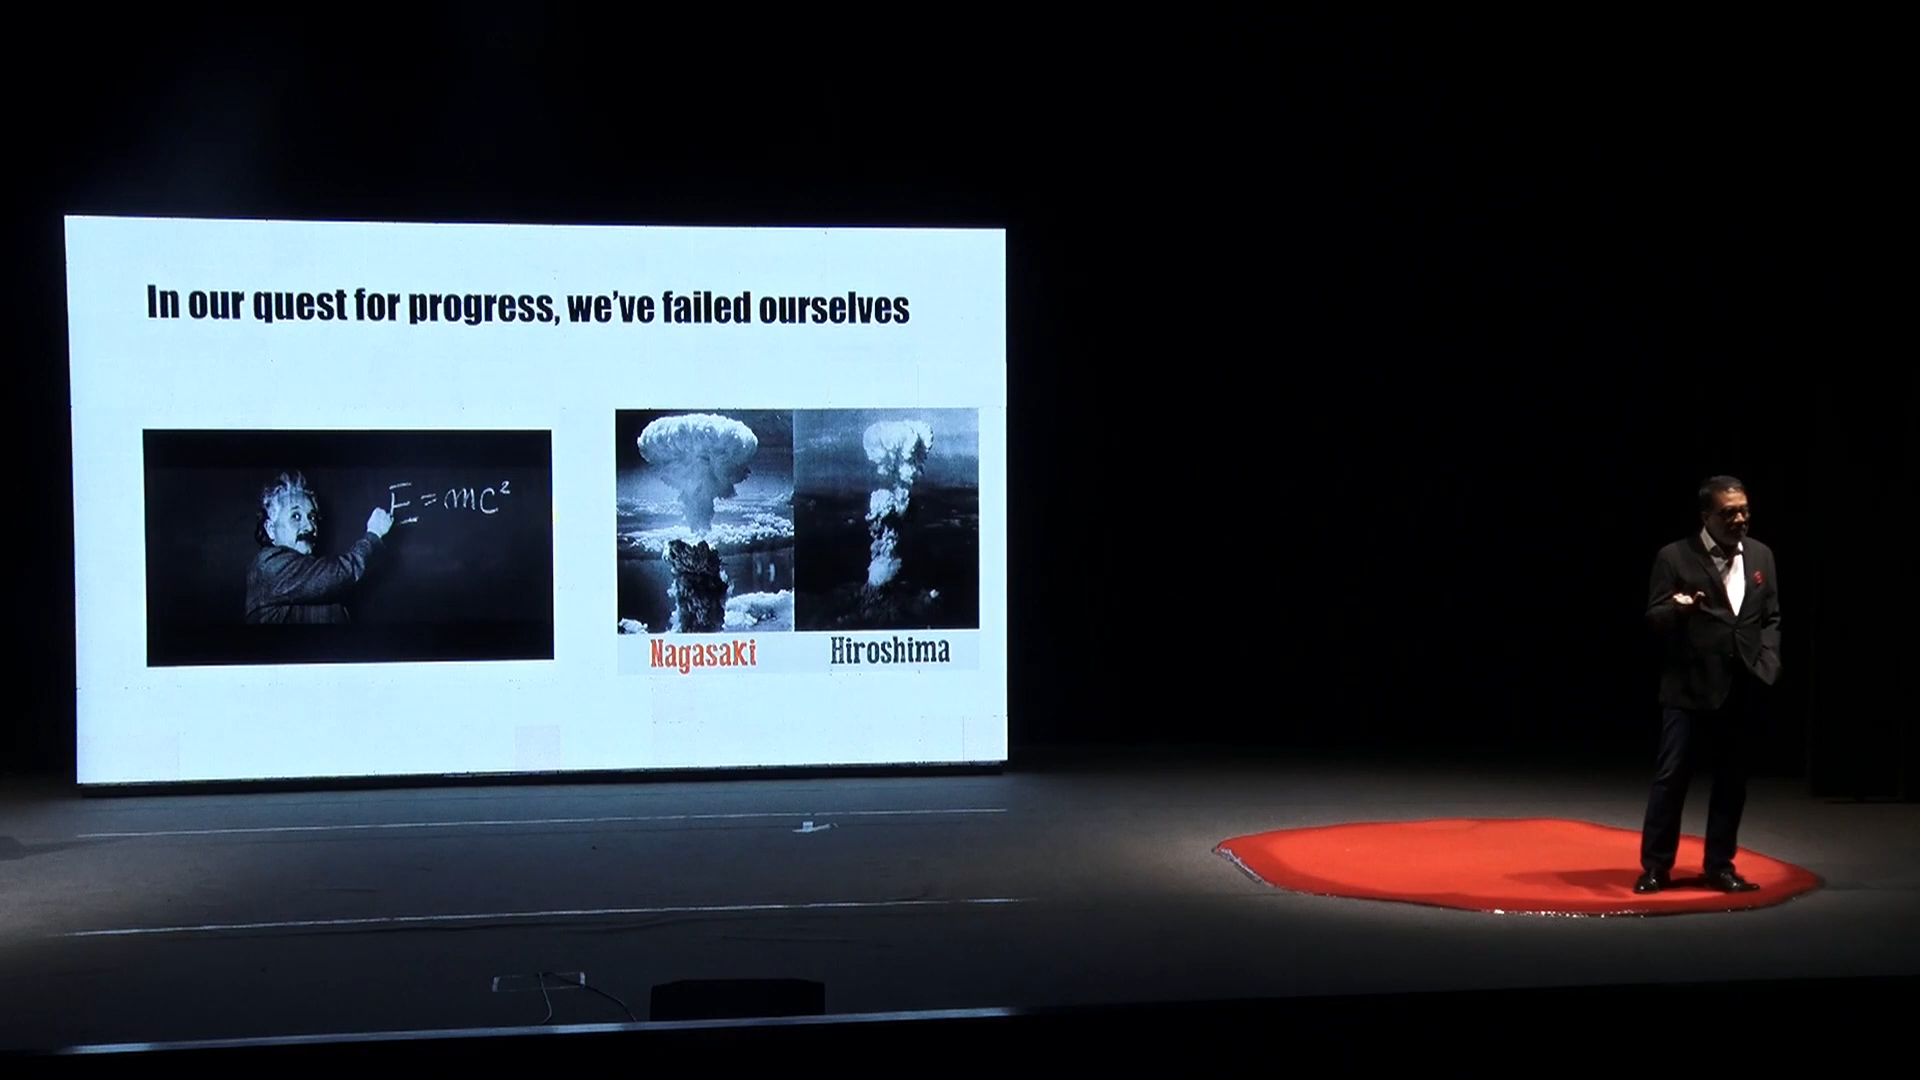 In our quest for progress, we've failed ourselves
E = mc²
Nagasaki
Hiroshima